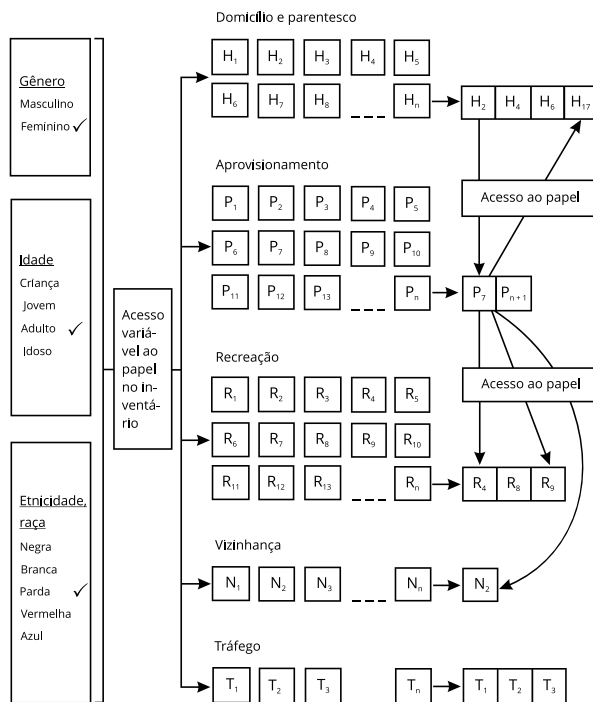 Gênero
Masculino
Feminino ✓
Idade
Criança
Jovem
Adulto ✓
Idoso
Etnicidade,
raça
Negra
Branca
Parda ✓
Vermelha
Azul
Acesso
variá-
vel ao
papel
no in-
ventá-
rio
Domicílio e parentesco
H1 H2 H3 H4 H5
H6 H7 H8 Hn H2 H4 H6 H17
Acesso ao papel
Aprovisionamento
P1 P2 P3 P4 P5
P6 P7 P8 P9 P10
P11 P12 P13 Pn P7 Pn+1
Acesso ao papel
Recreação
R1 R2 R3 R4 R5
R6 R7 R8 R9 R10
R11 R12 R13 Rn R4 R8 R9
Vizinhança
N1 N2 N3 Nn N2
Tráfego
T1 T2 T3 Tn T1 T2 T3